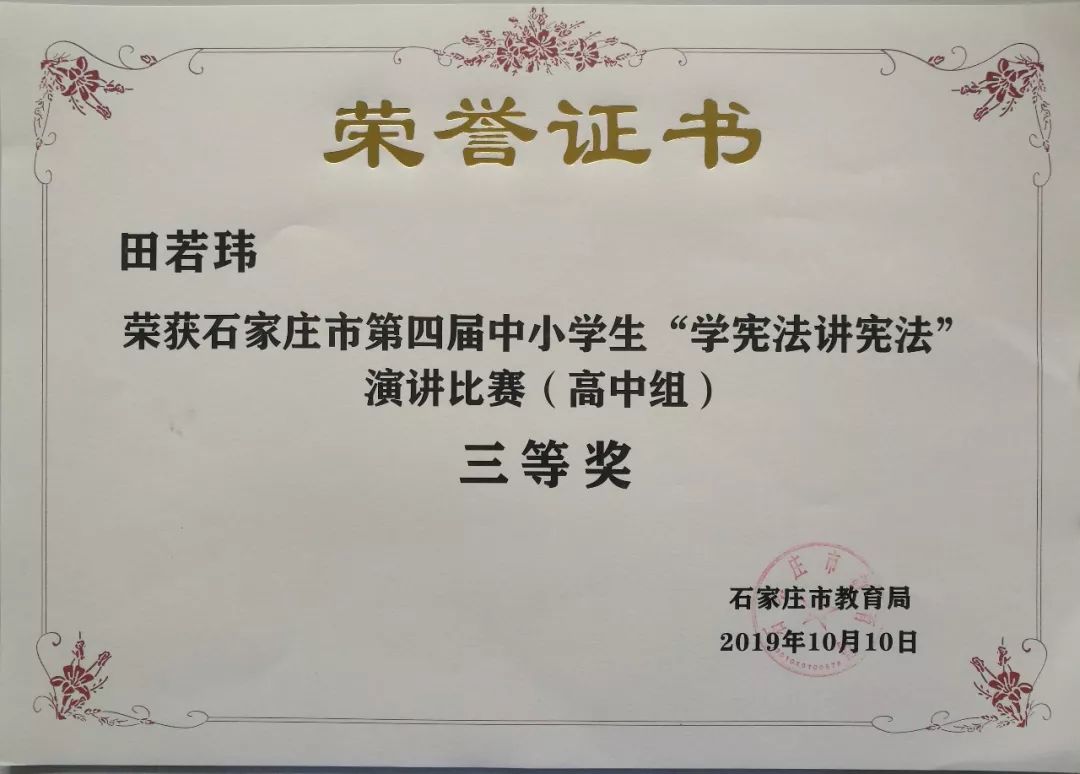 荣誉证书
田若玮
荣获石家庄市第四届中小学生“学宪法讲宪法”
演讲比赛（高中组）
三等奖
石家庄市教育局
2019年10月10日